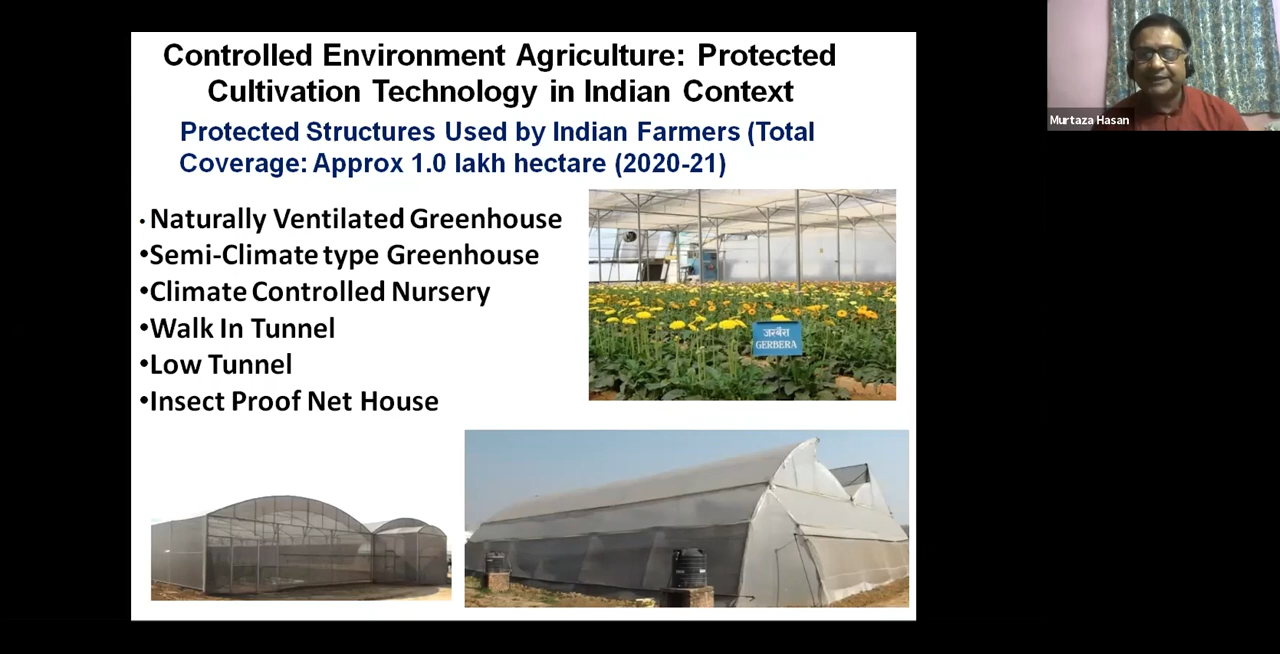 Controlled Environment Agriculture: Protected
Cultivation Technology in Indian Context
Protected Structures Used by Indian Farmers (Total
Coverage: Approx 1.0 lakh hectare (2020-21)
•Naturally Ventilated Greenhouse
•Semi-Climate type Greenhouse
•Climate Controlled Nursery
•Walk In Tunnel
•Low Tunnel
•Insect Proof Net House
जरबेरा
GERBERA
Murtaza Hasan